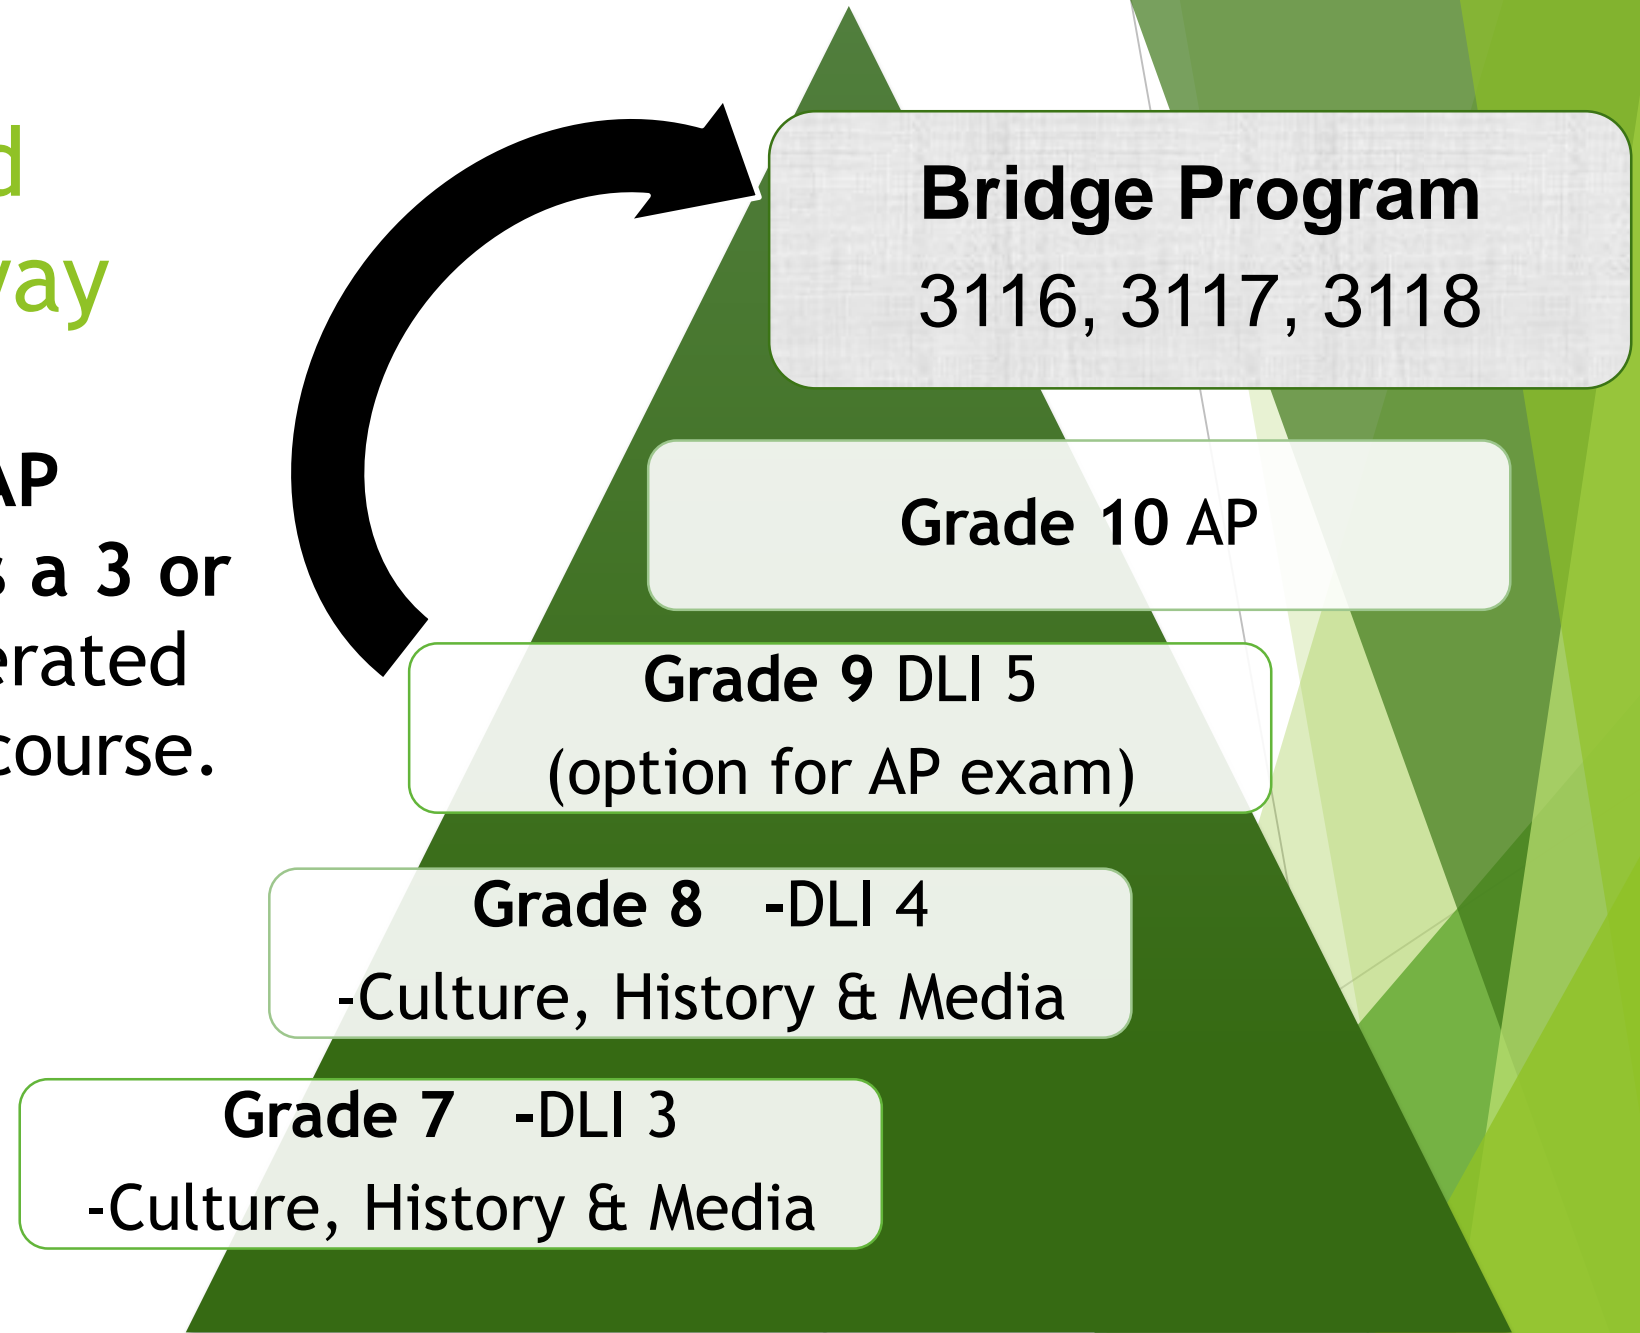 d
way
AP
s a 3 or
erated
course.
Bridge Program
3116, 3117, 3118
Grade 10 AP
Grade 9 DLI 5
(option for AP exam)
Grade 8 -DLI 4
-Culture, History & Media
Grade 7 -DLI 3
-Culture, History & Media